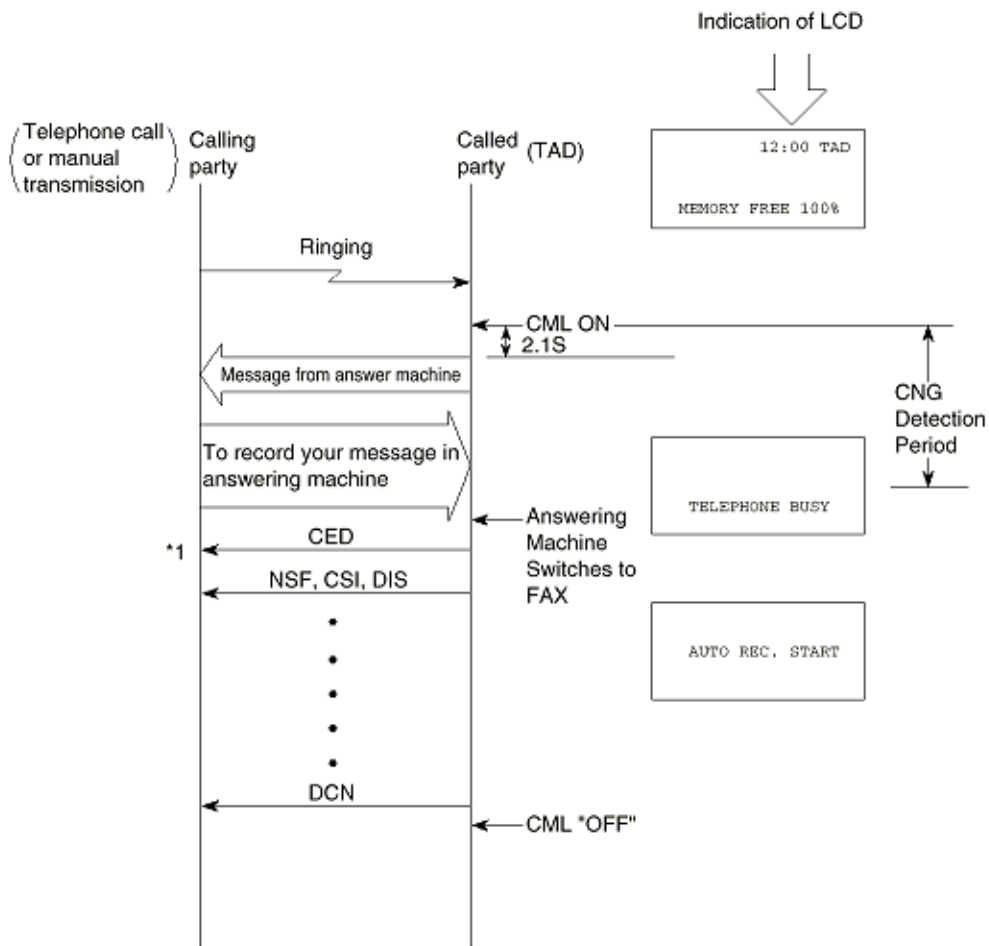 Indication of LCD
(Telephone call
or manual
transmission)
Calling
party
Called
party
(TAD)
12:00 TAD
MEMORY FREE 100%
Ringing
CML ON
2.1S
Message from answer machine
CNG
Detection
Period
To record your message in
answering machine
TELEPHONE BUSY
Answering
Machine
Switches to
FAX
*1
CED
NSF, CSI, DIS
AUTO REC. START
DCN
CML "OFF"